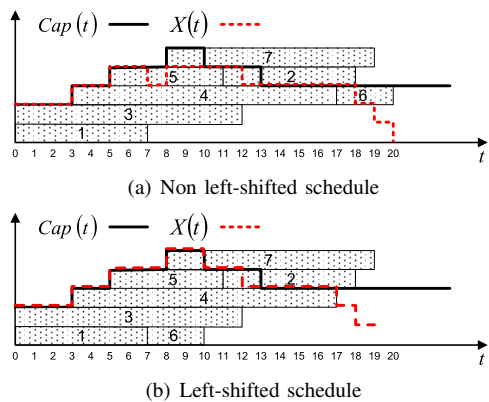 Cap(t) X(t)
7
5 2
4 6
3
1
0 1 2 3 4 5 6 7 8 9 10 11 12 13 14 15 16 17 18 19 20
t
(a) Non left-shifted schedule
Cap(t) X(t)
7
5 2
4
3
1 6
0 1 2 3 4 5 6 7 8 9 10 11 12 13 14 15 16 17 18 19 20
t
(b) Left-shifted schedule